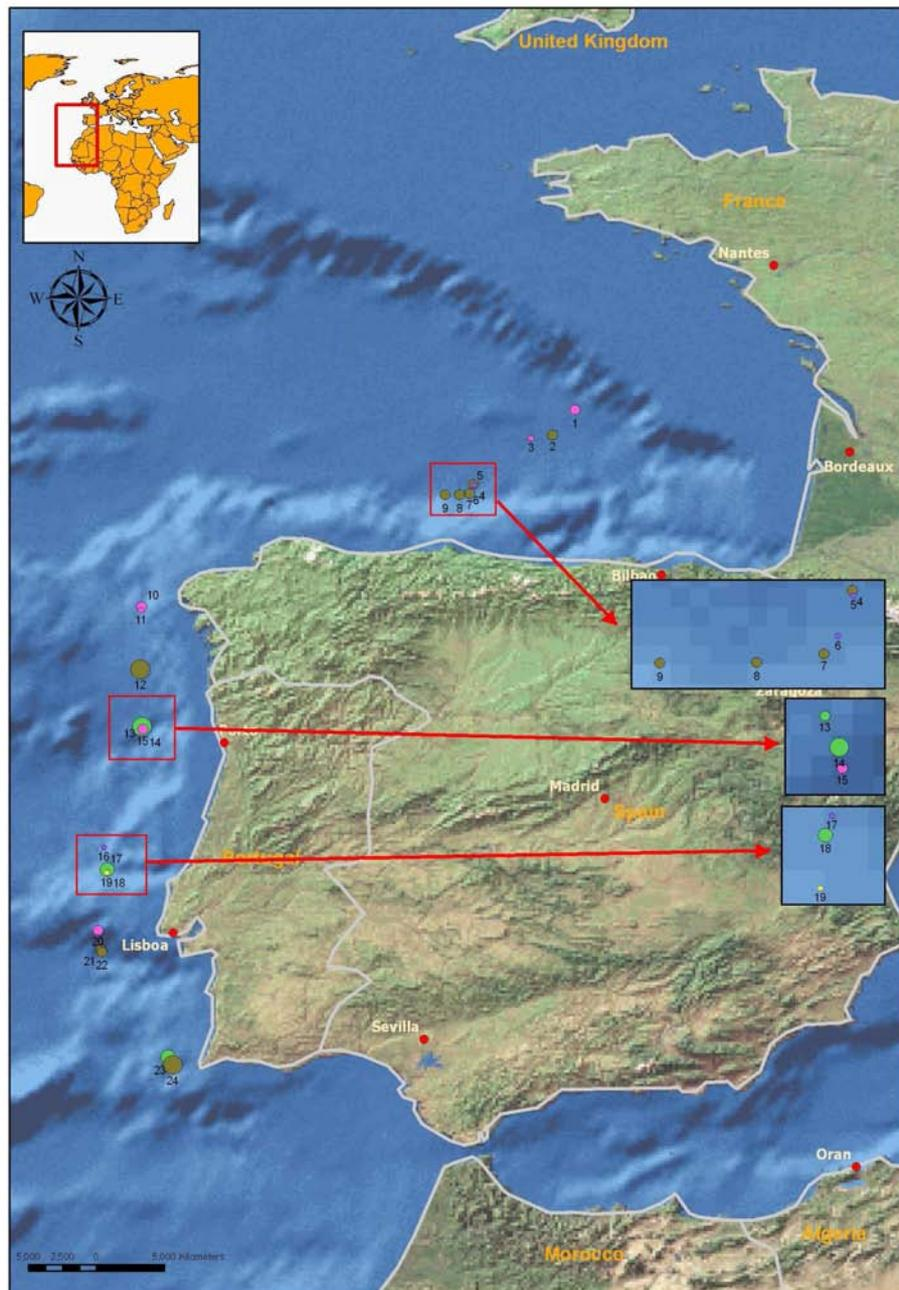 United Kingdom
France
N
W E
S
Nantes
1
3 2
Bordeaux
5
4
6
9 8 7
Bilbao
10
11
5 4
6
7
9 8
12
Zaragoza
13 15 14
13
14
15
Madrid
Spain
16 17
19 18
Portugal
17
18
19
20
Lisboa
21 22
Sevilla
23
24
Oran
Algeria
Morocco
5,000 2,500 0 5,000 Kilometers